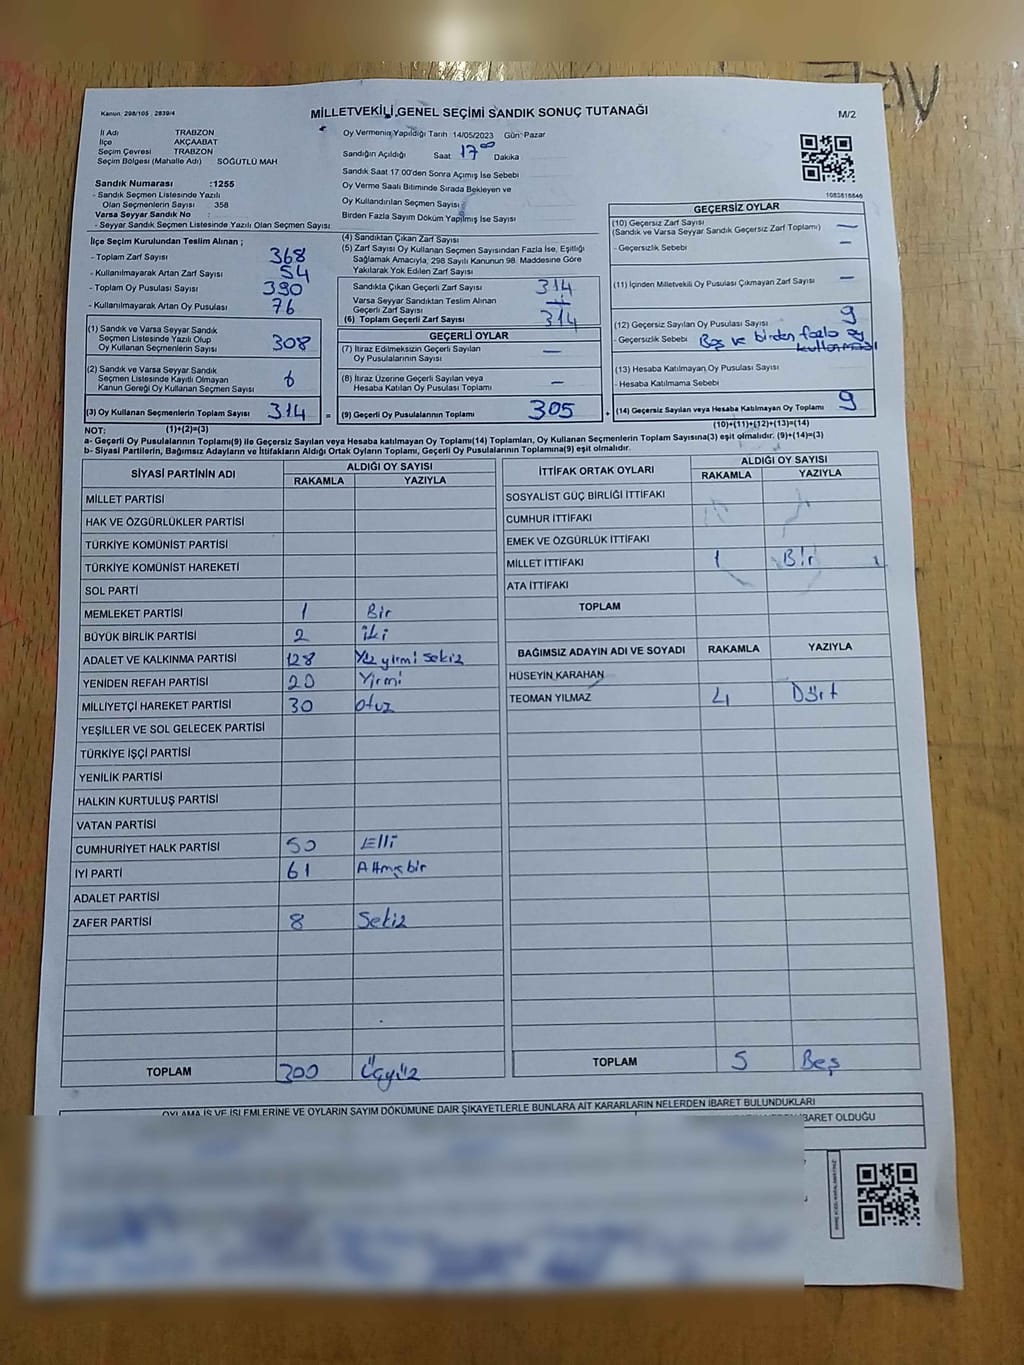 Kanun: 298/105 , 2839/4
MİLLETVEKİLİ GENEL SEÇİMİ SANDIK SONUÇ TUTANAĞI
M/2
İl Adı TRABZON
İlçe AKÇAABAT
Seçim Çevresi TRABZON
Seçim Bölgesi (Mahalle Adı) SÖĞÜTLÜ MAH
Oy Vermenin Yapıldığı Tarih 14/05/2023 Gün: Pazar
Sandığın Açıldığı Saat 17 00 Dakika
Sandık Saat 17 00'den Sonra Açımış İse Sebebi
Oy Verme Saati Bitiminde Sırada Bekleyen ve
Oy Kullandırılan Seçmen Sayısı
Birden Fazla Sayım Döküm Yapılmış İse Sayısı
1083818846
Sandık Numarası :1255
- Sandık Seçmen Listesinde Yazılı
Olan Seçmenlerin Sayısı 358
Varsa Seyyar Sandık No :
- Seyyar Sandık Seçmen Listesinde Yazılı Olan Seçmen Sayısı
İlçe Seçim Kurulundan Teslim Alınan ;
- Toplam Zarf Sayısı 368
- Kullanılmayarak Artan Zarf Sayısı 54
- Toplam Oy Pusulası Sayısı 390
- Kullanılmayarak Artan Oy Pusulası 76
(1) Sandık ve Varsa Seyyar Sandık
Seçmen Listesinde Yazılı Olup
Oy Kullanan Seçmenlerin Sayısı 308
(2) Sandık ve Varsa Seyyar Sandık
Seçmen Listesinde Kayıtlı Olmayan
Kanun Gereği Oy Kullanan Seçmen Sayısı 6
(3) Oy Kullanan Seçmenlerin Toplam Sayısı 314 =
(4) Sandıktan Çıkan Zarf Sayısı
(5) Zarf Sayısı Oy Kullanan Seçmen Sayısından Fazla İse, Eşitliği
Sağlamak Amacıyla, 298 Sayılı Kanunun 98. Maddesine Göre
Yakılarak Yok Edilen Zarf Sayısı
Sandıkla Çıkan Geçerli Zarf Sayısı 314
Varsa Seyyar Sandıktan Teslim Alınan
Geçerli Zarf Sayısı
(6) Toplam Geçerli Zarf Sayısı 314
GEÇERLİ OYLAR
(7) İtiraz Edilmeksizin Geçerli Sayılan
Oy Pusulalarının Sayısı —
(8) İtiraz Üzerine Geçerli Sayılan veya
Hesaba Katılan Oy Pusulası Toplamı —
(9) Geçerli Oy Pusulalarının Toplamı 305 +
GEÇERSİZ OYLAR
(10) Geçersiz Zarf Sayısı —
(Sandık ve Varsa Seyyar Sandık Geçersiz Zarf Toplamı)
- Geçersizlik Sebebi —
(11) İçinden Milletvekili Oy Pusulası Çıkmayan Zarf Sayısı —
(12) Geçersiz Sayılan Oy Pusulası Sayısı 9
- Geçersizlik Sebebi Boş ve birden fazla oy
kullanması
(13) Hesaba Katılmayan Oy Pusulası Sayısı
- Hesaba Katılmama Sebebi
(14) Geçersiz Sayılan veya Hesaba Katılmayan Oy Toplamı 9
NOT: (1)+(2)=(3)
(10)+(11)+(12)+(13)=(14)
a- Geçerli Oy Pusulalarının Toplamı(9) ile Geçersiz Sayılan veya Hesaba katılmayan Oy Toplamı(14) Toplamları, Oy Kullanan Seçmenlerin Toplam Sayısına(3) eşit olmalıdır. (9)+(14)=(3)
b- Siyasi Partilerin, Bağımsız Adayların ve İttifakların Aldığı Ortak Oyların Toplamı, Geçerli Oy Pusulalarının Toplamına(9) eşit olmalıdır.
SİYASİ PARTİNİN ADI ALDIĞI OY SAYISI
RAKAMLA YAZIYLA
MİLLET PARTİSİ
HAK VE ÖZGÜRLÜKLER PARTİSİ
TÜRKİYE KOMÜNİST PARTİSİ
TÜRKİYE KOMÜNİST HAREKETİ
SOL PARTİ
MEMLEKET PARTİSİ 1 Bir
BÜYÜK BİRLİK PARTİSİ 2 iki
ADALET VE KALKINMA PARTİSİ 128 Yüz yirmi sekiz
YENİDEN REFAH PARTİSİ 20 Yirmi
MİLLİYETÇİ HAREKET PARTİSİ 30 otuz
YEŞİLLER VE SOL GELECEK PARTİSİ
TÜRKİYE İŞÇİ PARTİSİ
YENİLİK PARTİSİ
HALKIN KURTULUŞ PARTİSİ
VATAN PARTİSİ
CUMHURİYET HALK PARTİSİ 50 Elli
İYİ PARTİ 61 Altmışbir
ADALET PARTİSİ
ZAFER PARTİSİ 8 Sekiz
TOPLAM 300 Üçyüz
İTTİFAK ORTAK OYLARI ALDIĞI OY SAYISI
RAKAMLA YAZIYLA
SOSYALİST GÜÇ BİRLİĞİ İTTİFAKI
CUMHUR İTTİFAKI
EMEK VE ÖZGÜRLÜK İTTİFAKI
MİLLET İTTİFAKI 1 Bir
ATA İTTİFAKI
TOPLAM
BAĞIMSIZ ADAYIN ADI VE SOYADI RAKAMLA YAZIYLA
HÜSEYİN KARAHAN
TEOMAN YILMAZ 4 Dört
TOPLAM 5 Beş
OYLAMA İŞ VE İŞLEMLERİNE VE OYLARIN SAYIM DÖKÜMÜNE DAİR ŞİKAYETLERLE BUNLARA AİT KARARLARIN NELERDEN İBARET BULUNDUKLARI
İBARET OLDUĞU